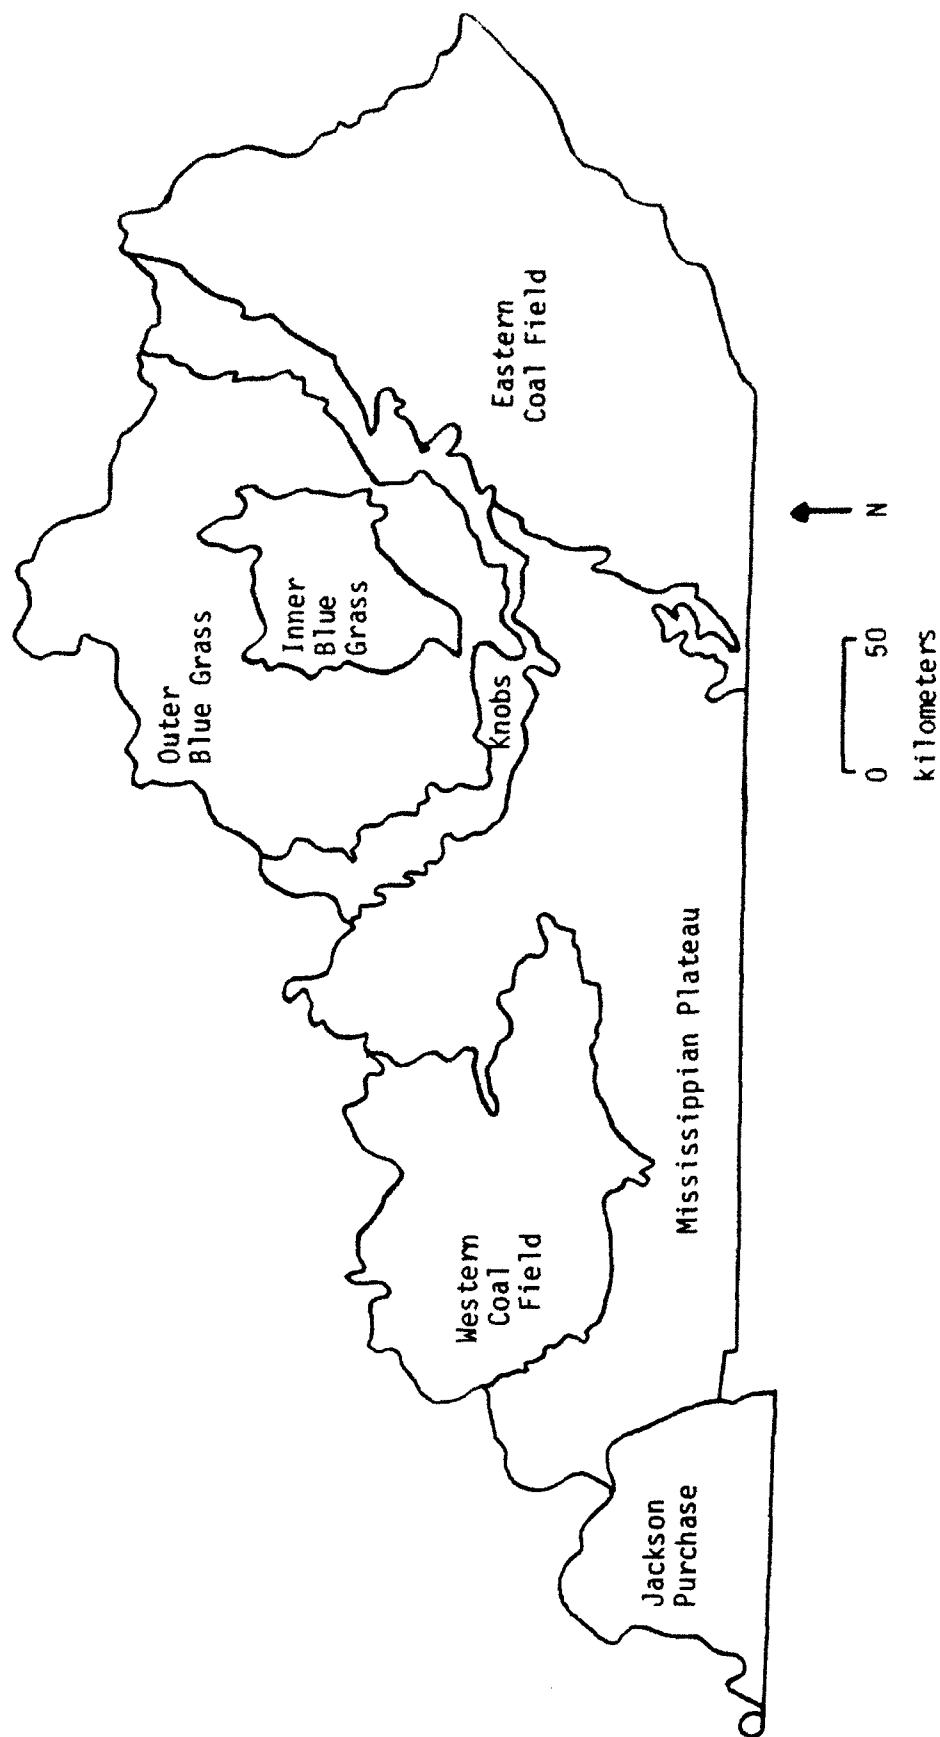 Outer
Blue Grass
Inner
Blue
Grass
Knobs
Eastern
Coal Field
Western
Coal
Field
Mississippian Plateau
Jackson
Purchase
N
0 50
kilometers